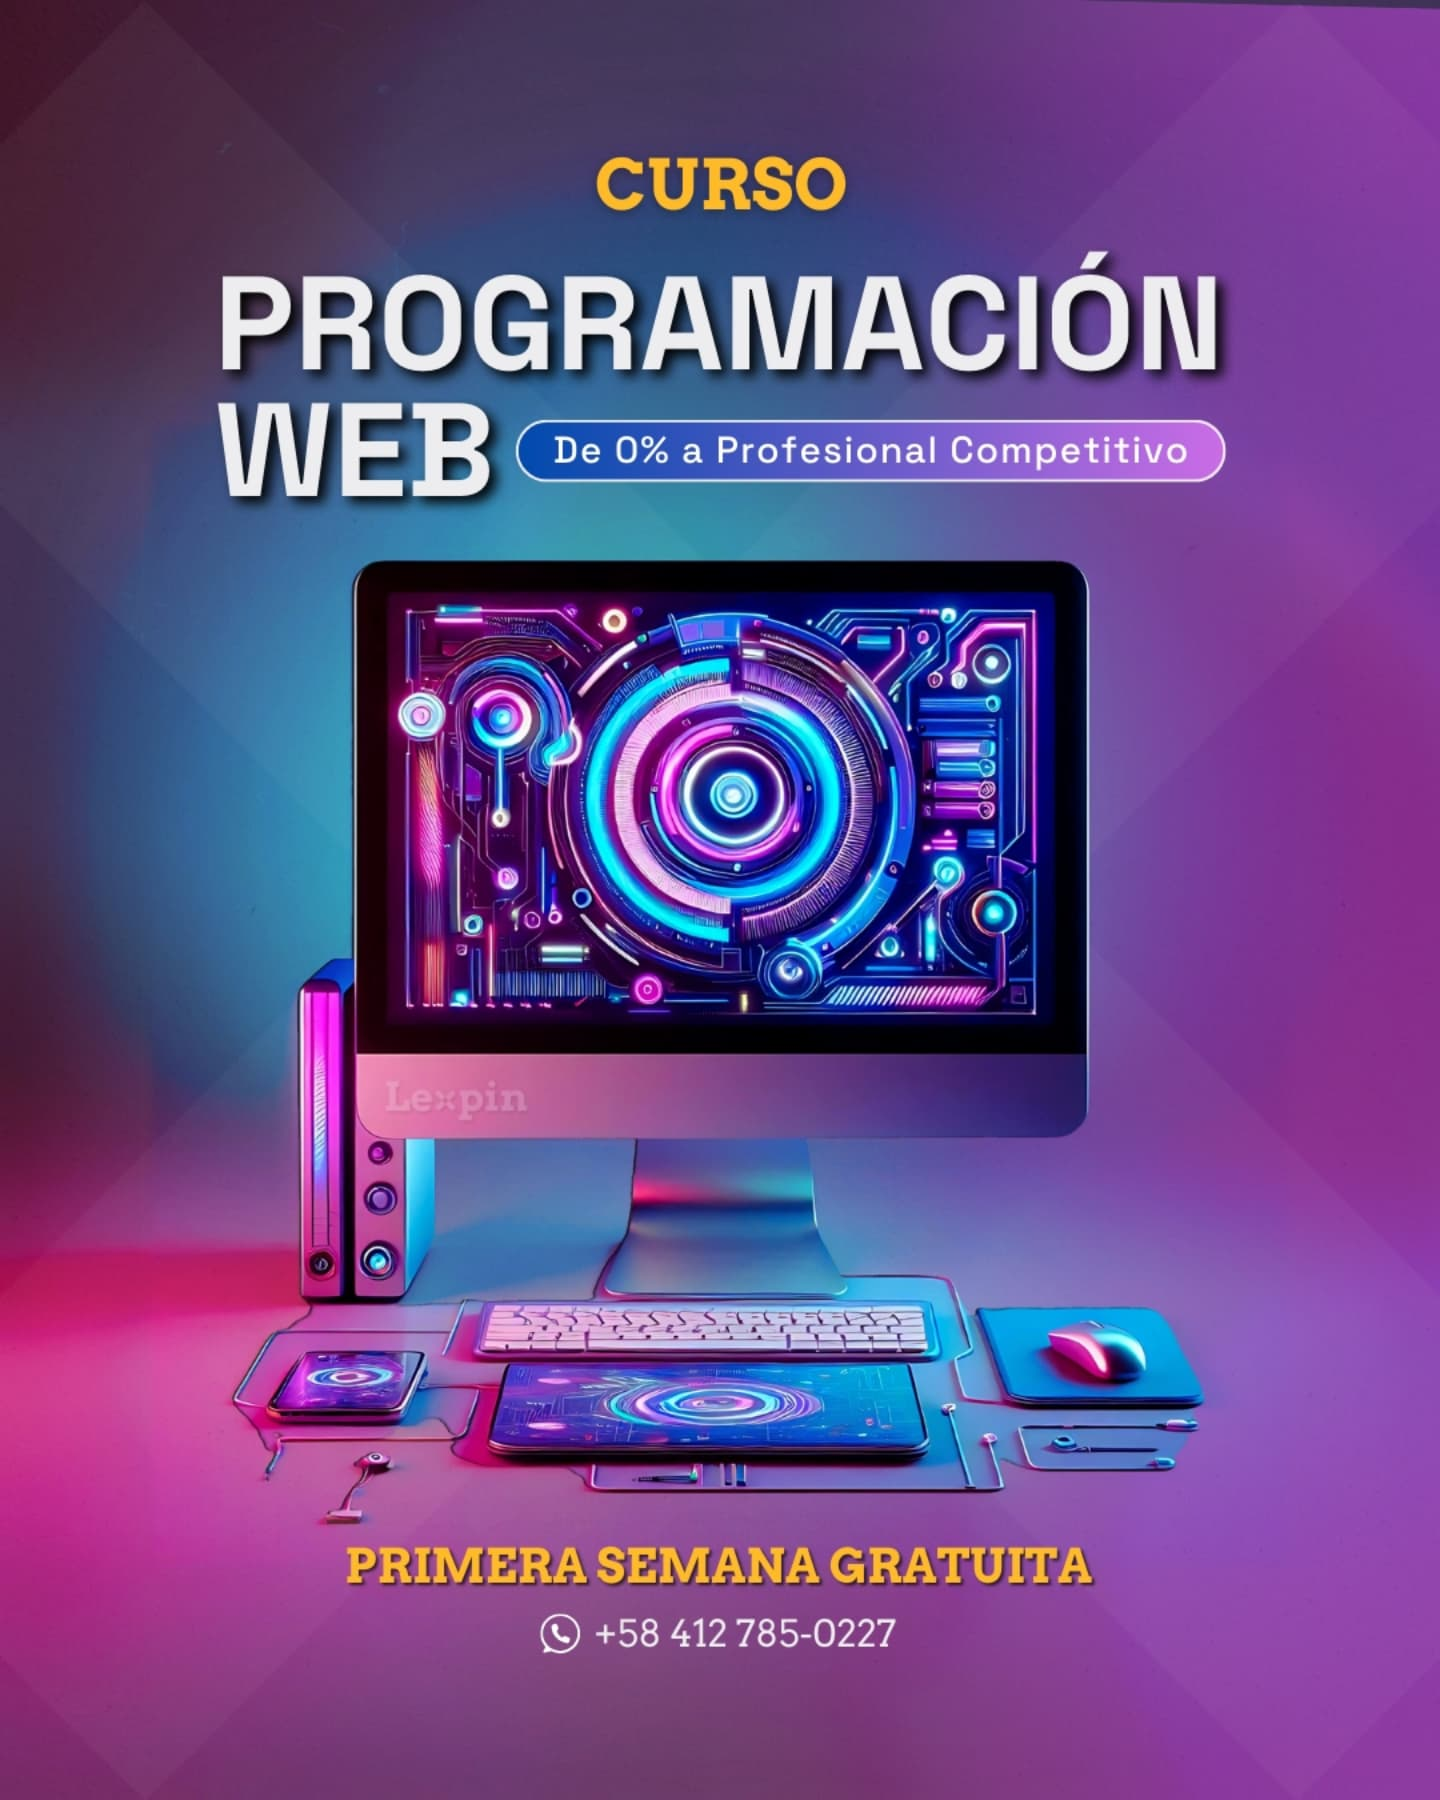 CURSO
PROGRAMACIÓN
WEB
De 0% a Profesional Competitivo
Lexpin
PRIMERA SEMANA GRATUITA
+58 412 785-0227